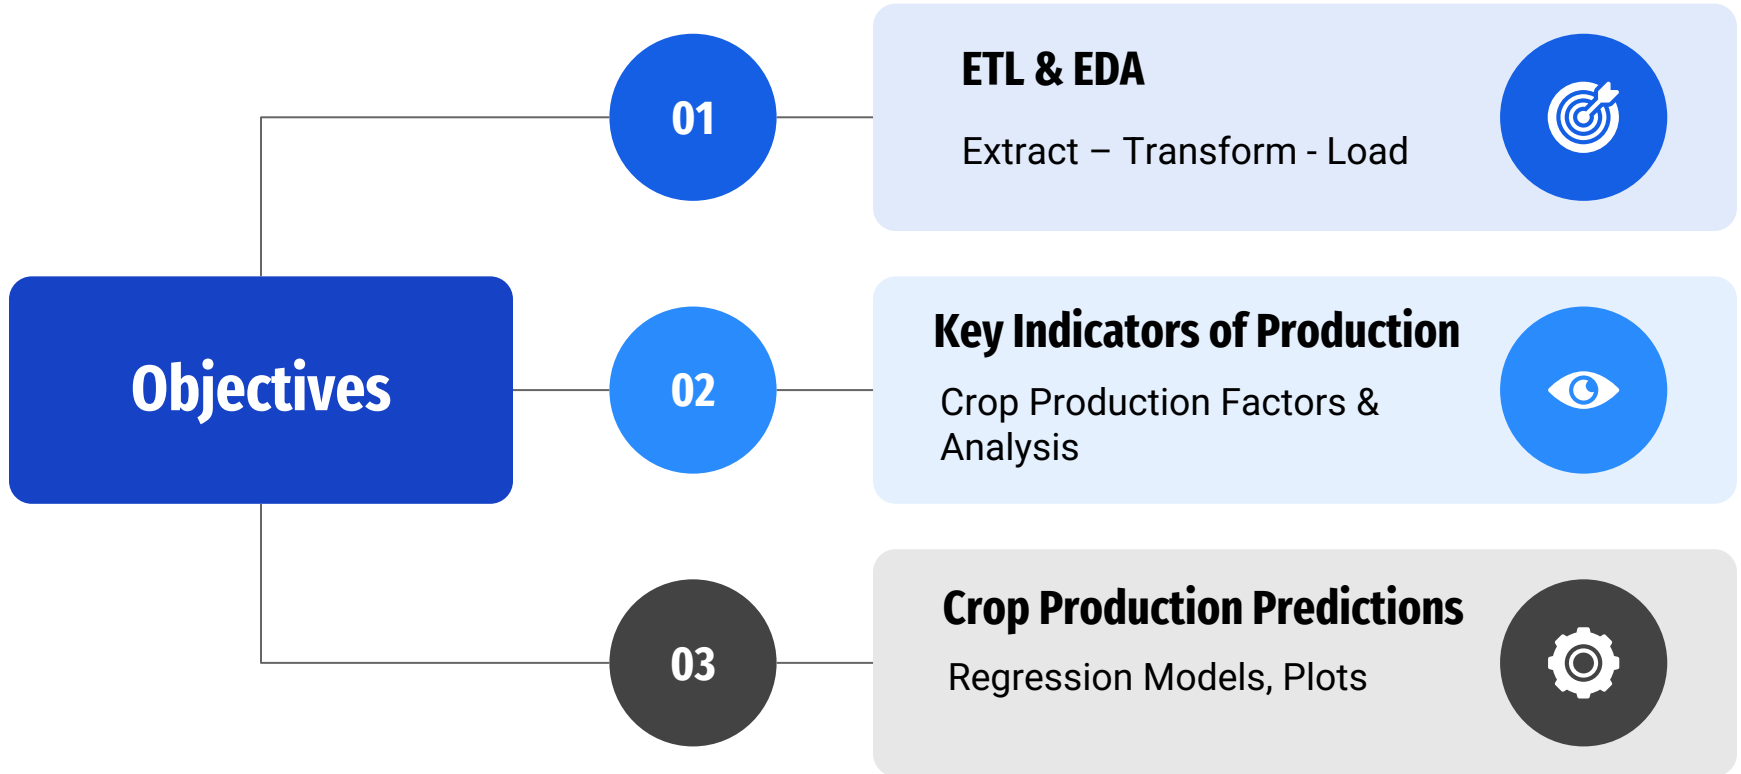 01
ETL & EDA
Extract – Transform - Load
Objectives
02
Key Indicators of Production
Crop Production Factors &
Analysis
03
Crop Production Predictions
Regression Models, Plots